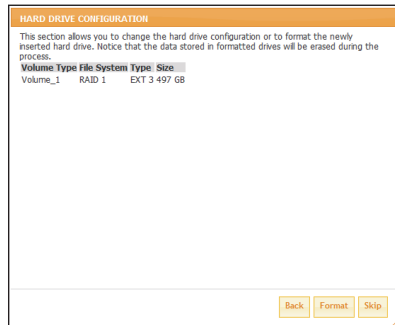 HARD DRIVE CONFIGURATION
This section allows you to change the hard drive configuration or to format the newly
inserted hard drive. Notice that the data stored in formatted drives will be erased during the
process.
Volume Type File System Type Size
Volume_1 RAID 1 EXT 3 497 GB
Back Format Skip